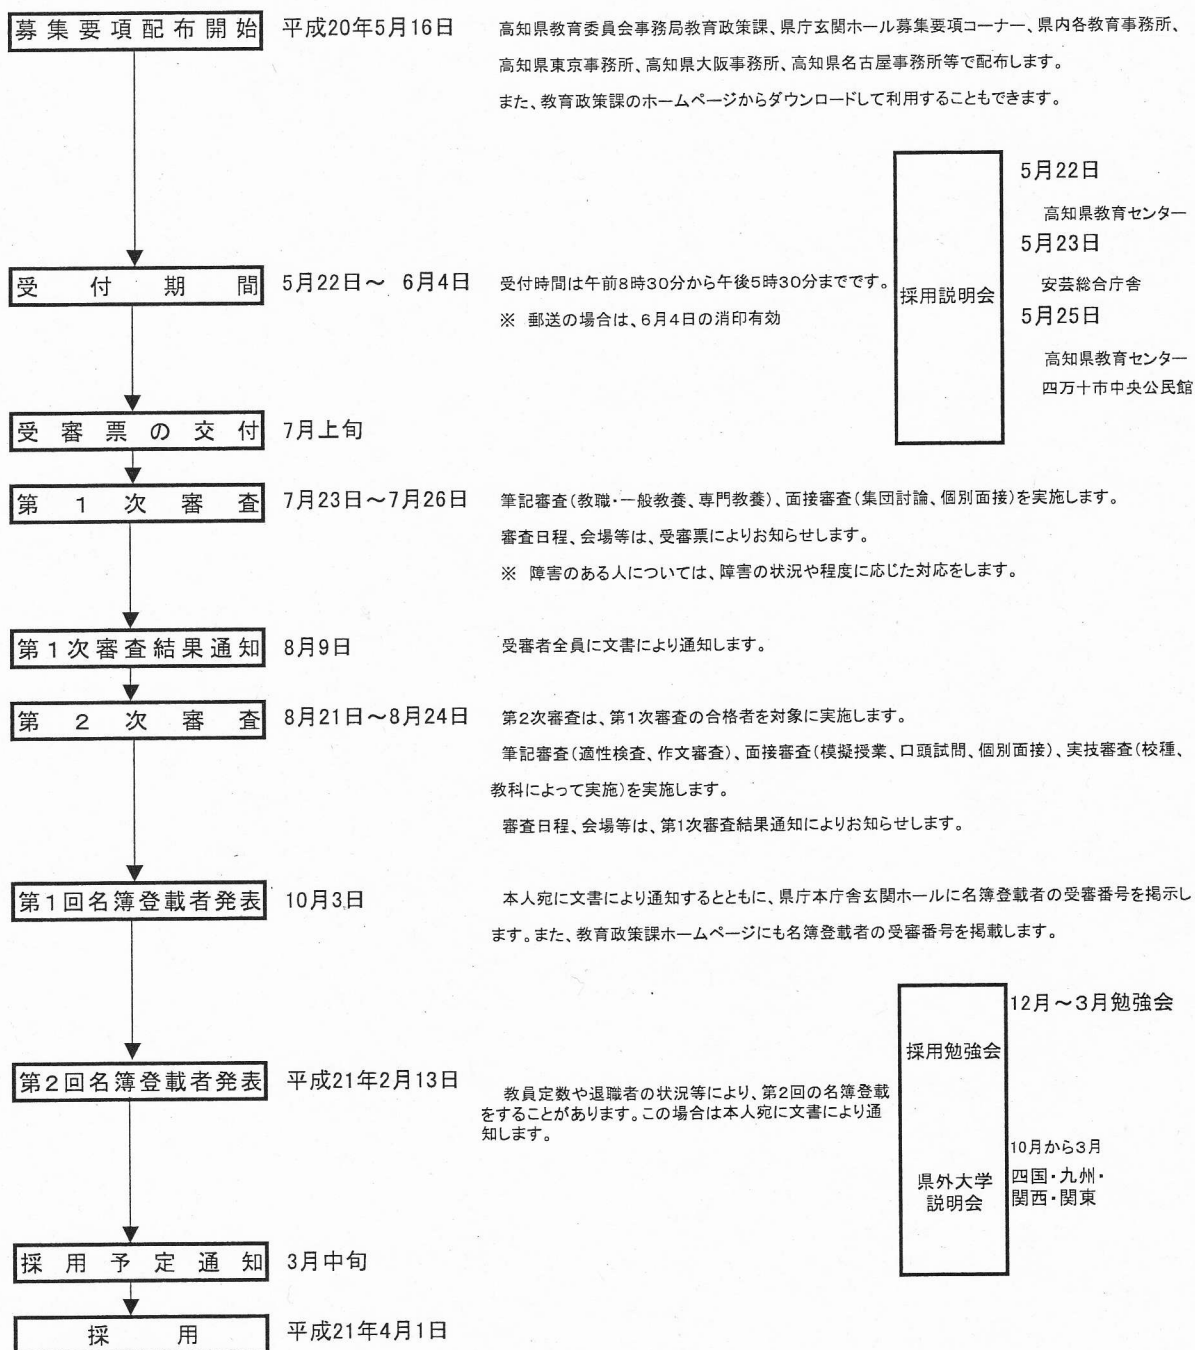 募集要項配布開始 平成20年5月16日 高知県教育委員会事務局教育政策課、県庁玄関ホール募集要項コーナー、県内各教育事務所、
高知県東京事務所、高知県大阪事務所、高知県名古屋事務所等で配布します。
また、教育政策課のホームページからダウンロードして利用することもできます。
採用説明会
5月22日
高知県教育センター
5月23日
安芸総合庁舎
5月25日
高知県教育センター
四万十市中央公民館
受付期間 5月22日～ 6月4日 受付時間は午前8時30分から午後5時30分までです。
※ 郵送の場合は、6月4日の消印有効
受審票の交付 7月上旬
第1次審査 7月23日～7月26日 筆記審査(教職・一般教養、専門教養)、面接審査(集団討論、個別面接)を実施します。
審査日程、会場等は、受審票によりお知らせします。
※ 障害のある人については、障害の状況や程度に応じた対応をします。
第1次審査結果通知 8月9日 受審者全員に文書により通知します。
第2次審査 8月21日～8月24日 第2次審査は、第1次審査の合格者を対象に実施します。
筆記審査(適性検査、作文審査)、面接審査(模擬授業、口頭試問、個別面接)、実技審査(校種、
教科によって実施)を実施します。
審査日程、会場等は、第1次審査結果通知によりお知らせします。
第1回名簿登載者発表 10月3日 本人宛に文書により通知するとともに、県庁本庁舎玄関ホールに名簿登載者の受審番号を掲示し
ます。また、教育政策課ホームページにも名簿登載者の受審番号を掲載します。
12月～3月勉強会
採用勉強会
第2回名簿登載者発表 平成21年2月13日 教員定数や退職者の状況等により、第2回の名簿登載
をすることがあります。この場合は本人宛に文書により通
知します。
10月から3月
県外大学
説明会
四国・九州・
関西・関東
採用予定通知 3月中旬
採用 平成21年4月1日